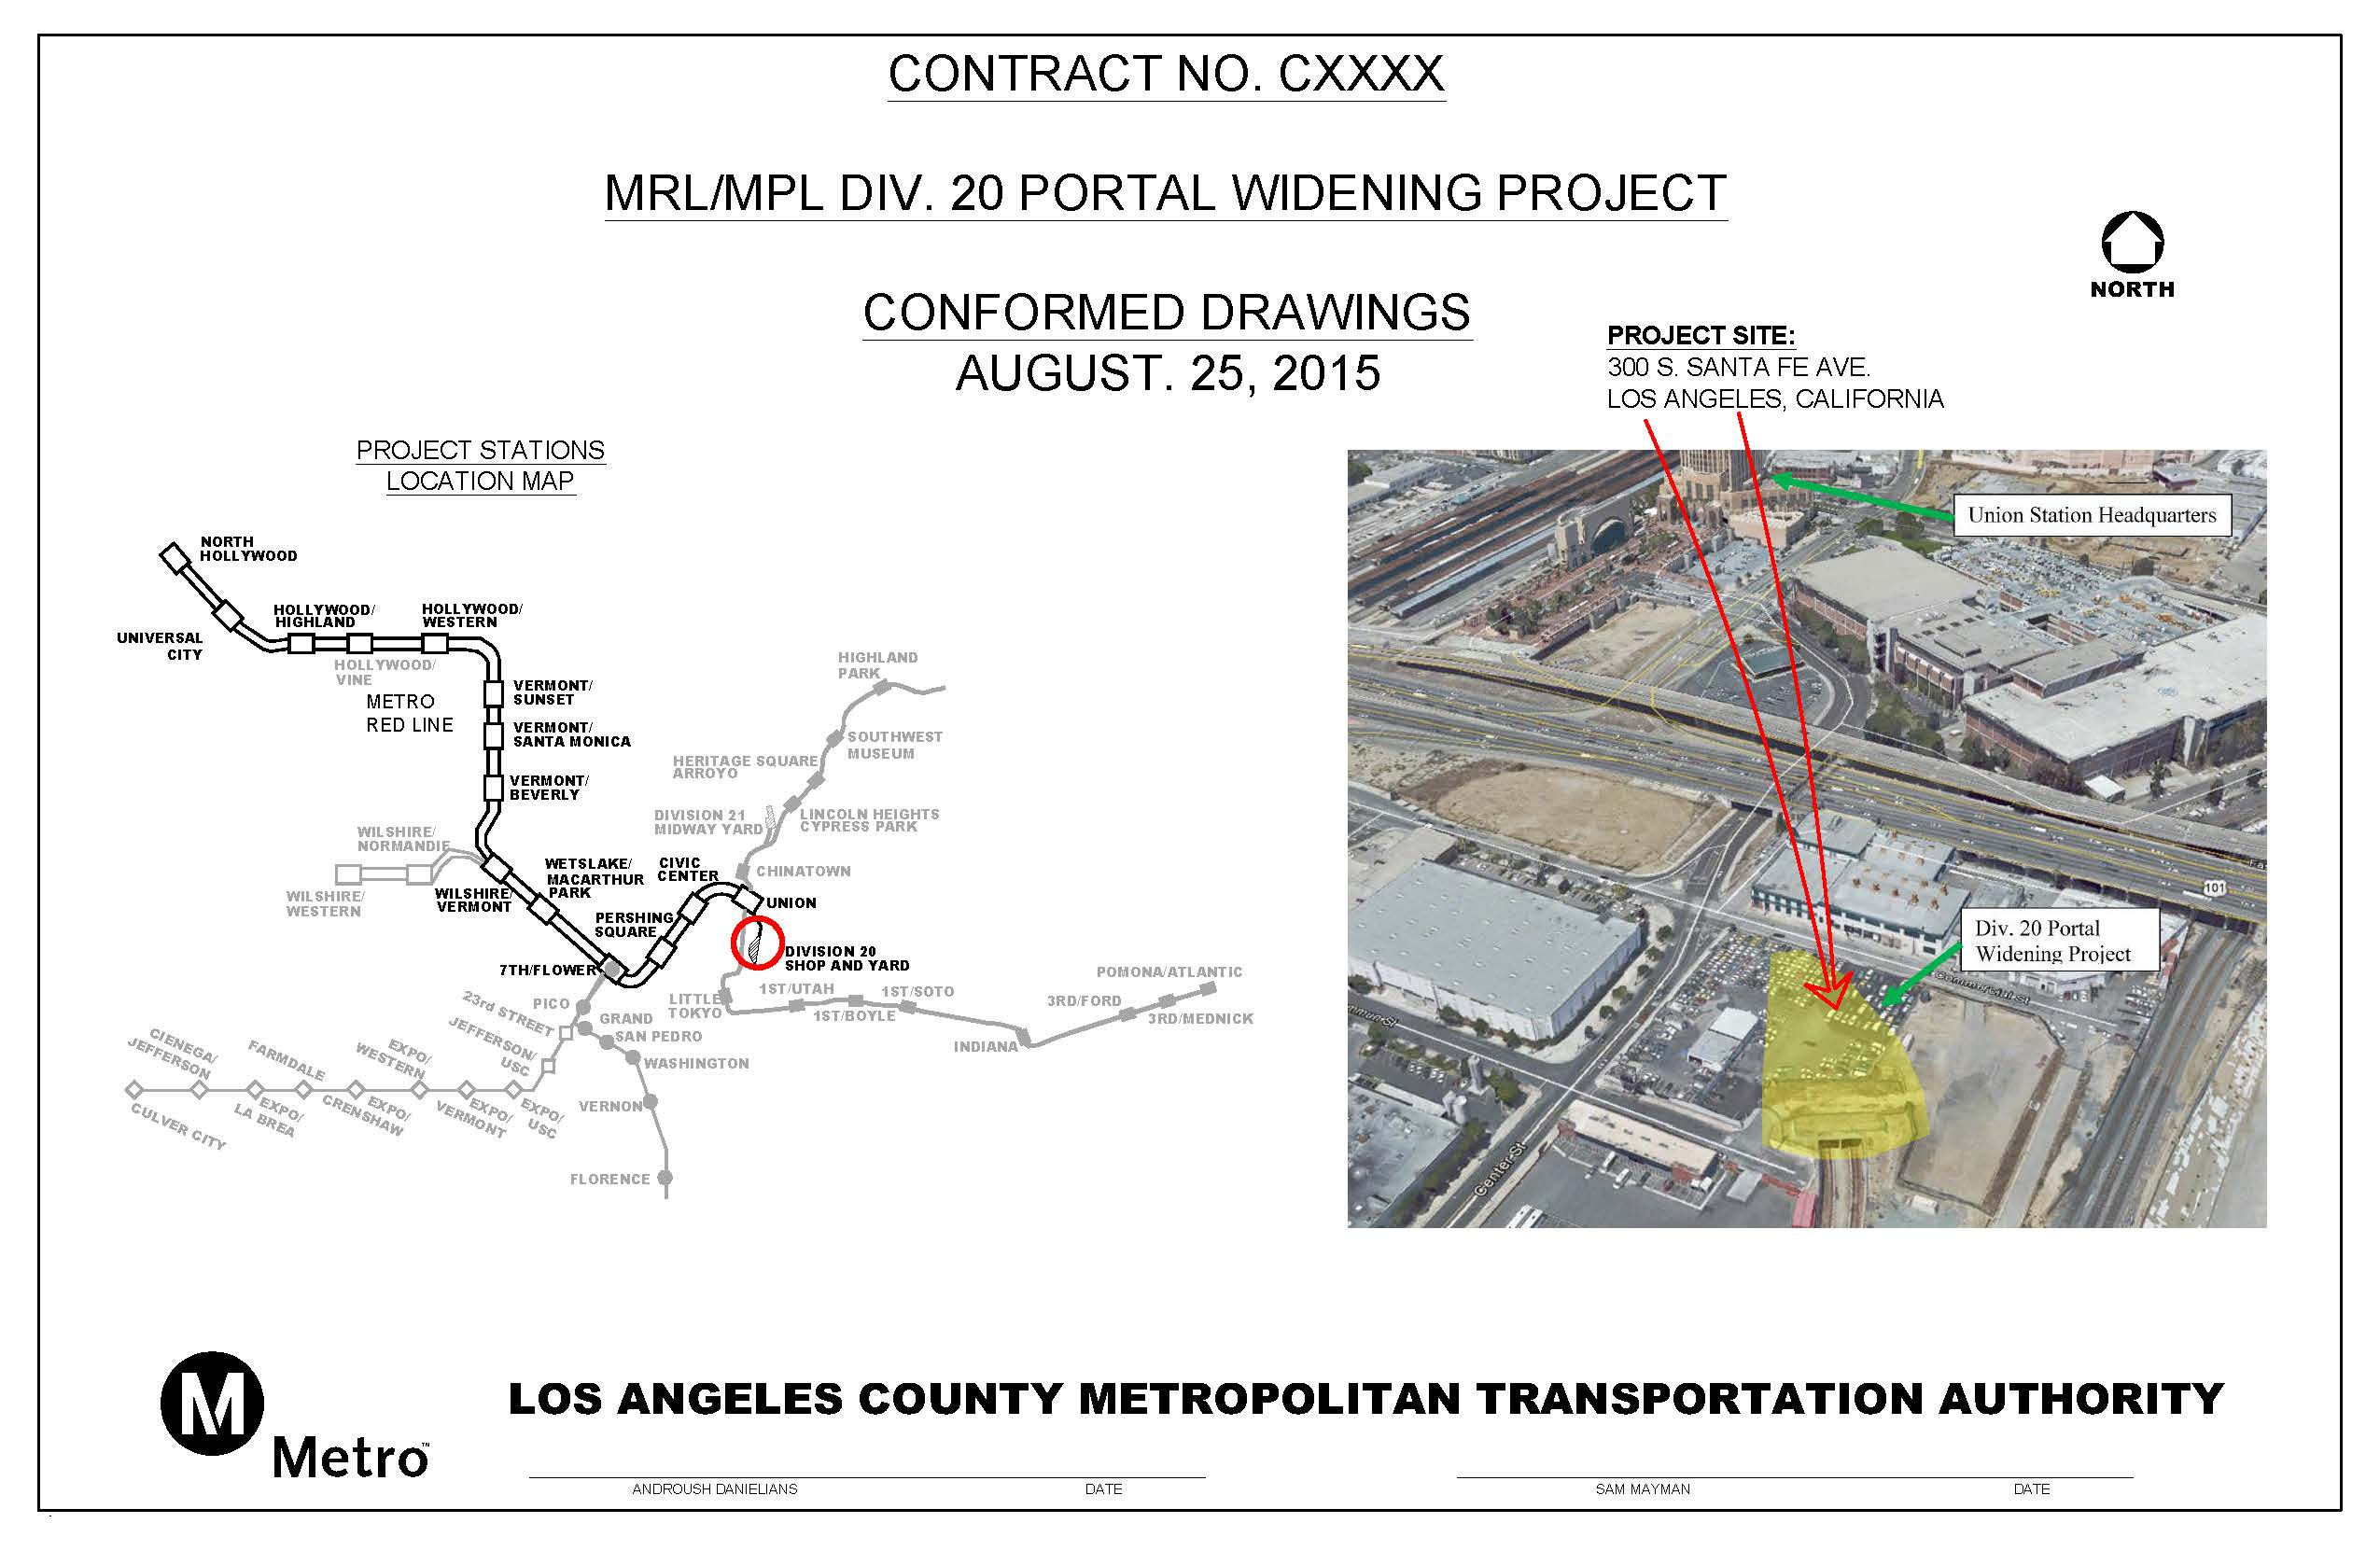 CONTRACT NO. CXXXX
MRL/MPL DIV. 20 PORTAL WIDENING PROJECT
CONFORMED DRAWINGS
AUGUST. 25, 2015
NORTH
PROJECT SITE:
300 S. SANTA FE AVE.
LOS ANGELES, CALIFORNIA
PROJECT STATIONS
LOCATION MAP
NORTH
HOLLYWOOD
UNIVERSAL
CITY
HOLLYWOOD/
HIGHLAND
HOLLYWOOD/
WESTERN
HOLLYWOOD/
VINE
METRO
RED LINE
VERMONT/
SUNSET
VERMONT/
SANTA MONICA
VERMONT/
BEVERLY
HIGHLAND
PARK
SOUTHWEST
MUSEUM
HERITAGE SQUARE
ARROYO
DIVISION 21
MIDWAY YARD
LINCOLN HEIGHTS
CYPRESS PARK
CHINATOWN
WILSHIRE/
NORMANDIE
WILSHIRE/
WESTERN
WILSHIRE/
VERMONT
WETSLAKE/
MACARTHUR
PARK
CIVIC
CENTER
UNION
PERSHING
SQUARE
DIVISION 20
SHOP AND YARD
7TH/FLOWER
PICO
23rd STREET
JEFFERSON/
USC
GRAND
SAN PEDRO
WASHINGTON
VERNON
FLORENCE
LITTLE
TOKYO
1ST/UTAH
1ST/BOYLE
1ST/SOTO
INDIANA
3RD/FORD
3RD/MEDNICK
POMONA/ATLANTIC
CIENEGA/
JEFFERSON
FARMDALE
EXPO/
WESTERN
CULVER CITY
EXPO/
LA BREA
EXPO/
CRENSHAW
EXPO/
VERMONT
EXPO/
USC
Union Station Headquarters
101
Div. 20 Portal
Widening Project
Commercial St
Center St
M
Metro™
LOS ANGELES COUNTY METROPOLITAN TRANSPORTATION AUTHORITY
ANDROUSH DANIELIANS DATE
SAM MAYMAN DATE